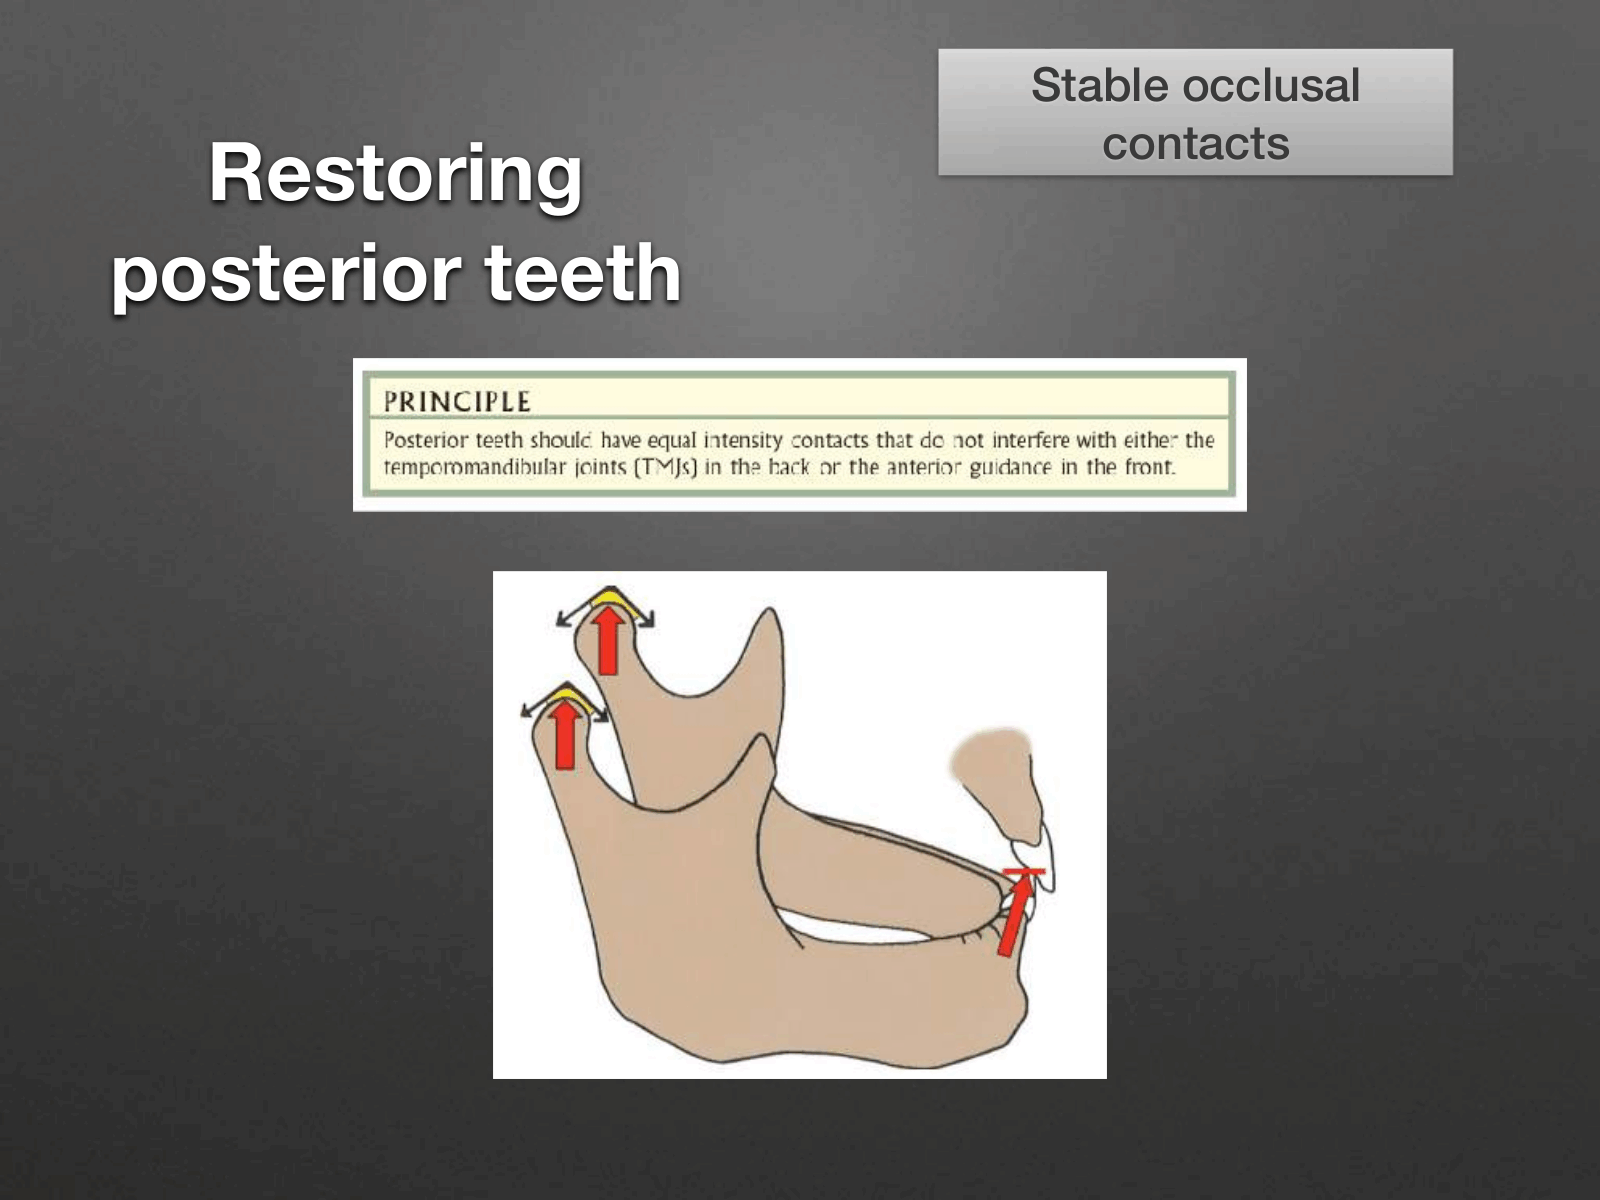 Stable occlusal
contacts
Restoring
posterior teeth
PRINCIPLE
Posterior teeth should have equal intensity contacts that do not interfere with either the
temporomandibular joints (TMJs) in the back or the anterior guidance in the front.